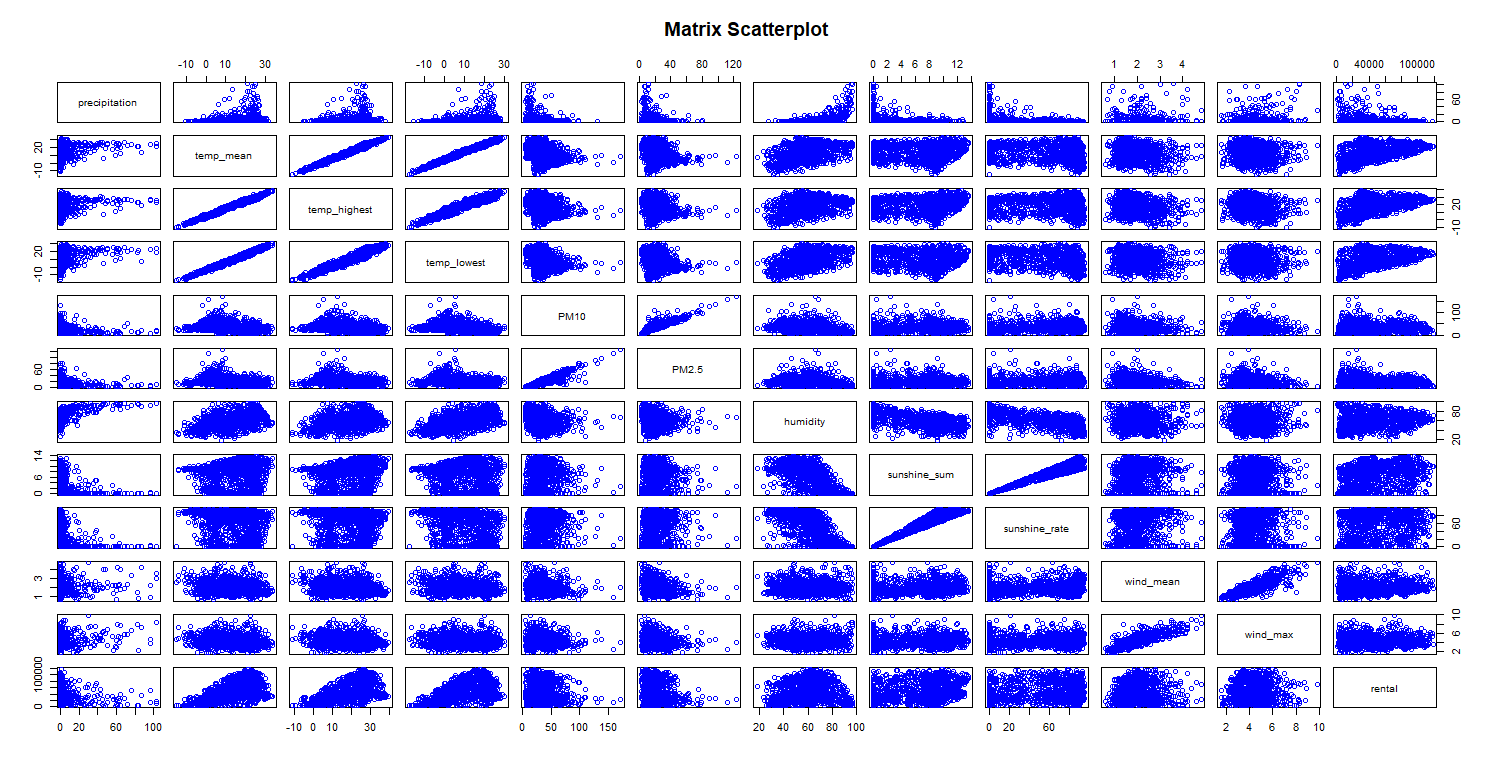 Matrix Scatterplot
-10 0 10 30
-10 0 10 30
0 40 80 120
0 2 4 6 8 12
1 2 3 4
0 40000 100000
precipitation
0 60
-10 20
temp_mean
temp_highest
-10 20
-10 20
temp_lowest
PM10
0 100
0 60
PM2.5
humidity
20 80
0 6 14
sunshine_sum
sunshine_rate
0 60
1 3
wind_mean
wind_max
2 6 10
0 100000
rental
0 20 40 60 100
-10 0 10 30
0 50 100 150
20 40 60 80 100
0 20 60
2 4 6 8 10